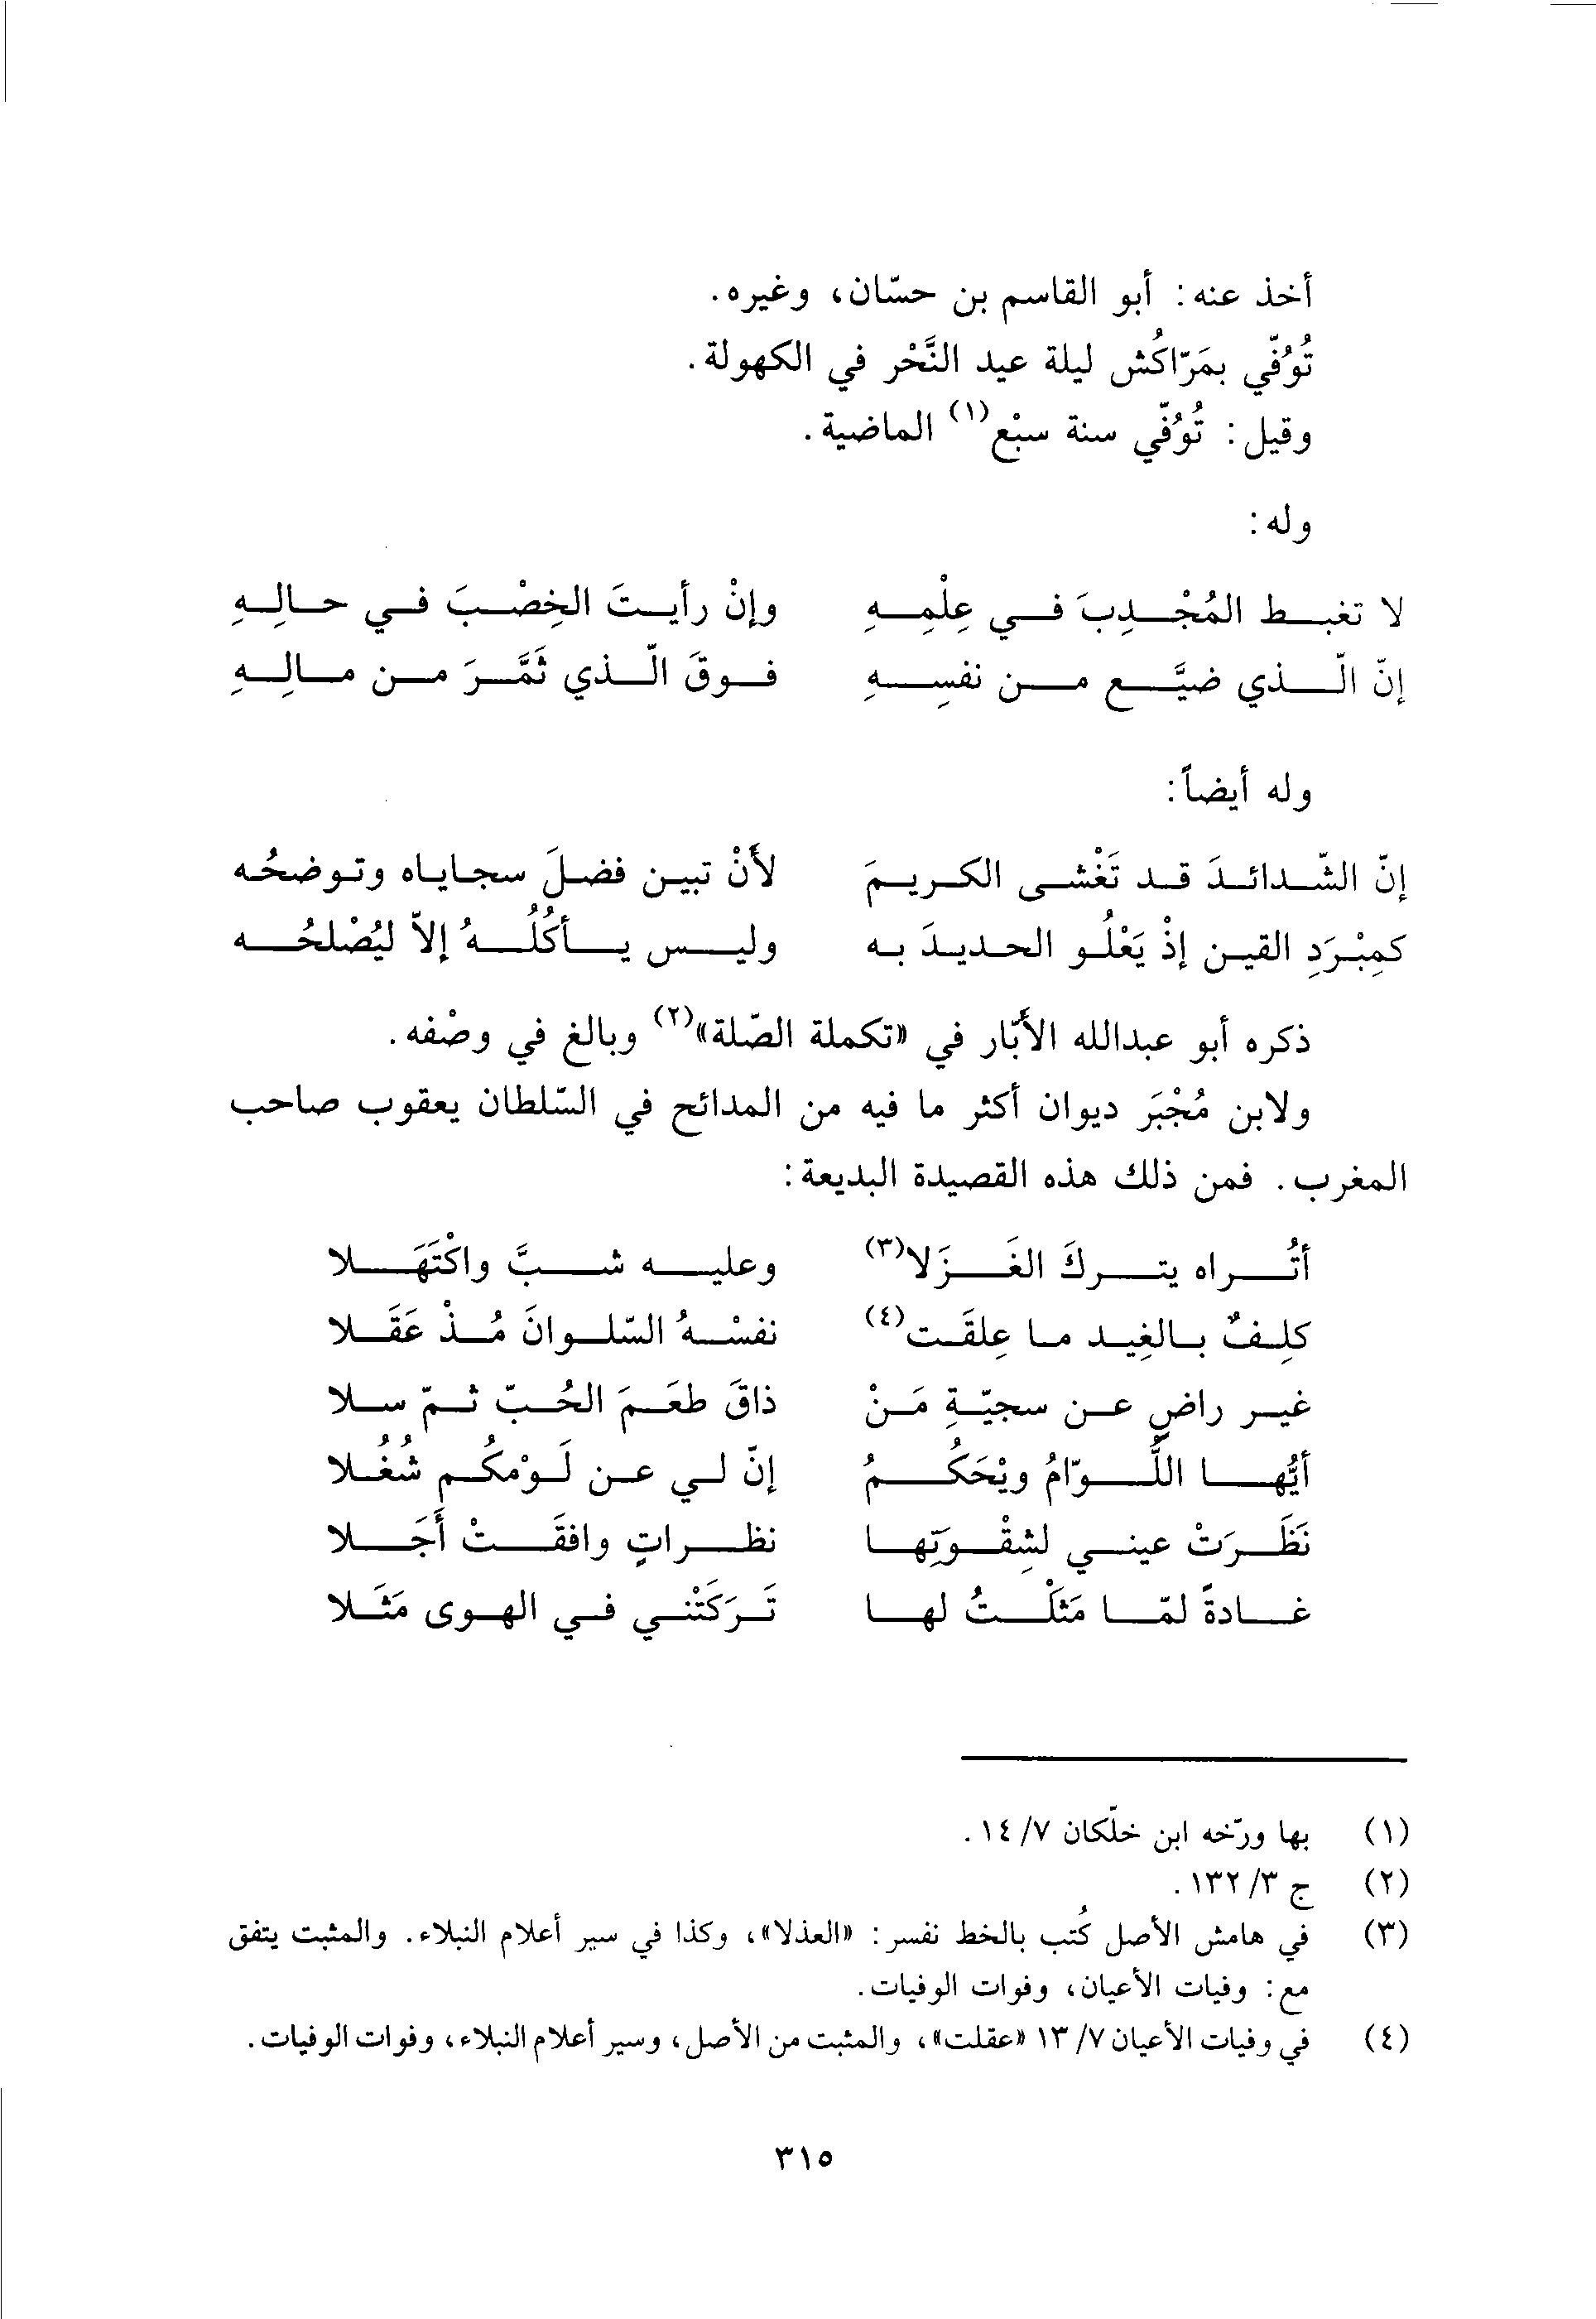 أخذ عنه: أبو القاسم بن حسّان، وغيره.
تُوُفّي بمَرّاكُش ليلة عيد النَّحْر في الكهولة.
وقيل: تُوُفّي سنة سبْع(١) الماضية.
وله:
لا تغبط المُجْدِبَ في عِلْمِهِ وإنْ رأيتَ الخِصْبَ في حالِهِ
إنّ الّذي ضيَّع من نفسِهِ فوقَ الّذي ثَمَّرَ من مالِهِ
وله أيضاً:
إنّ الشّدائدَ قد تَغْشى الكريمَ لأَنْ تبين فضلَ سجاياه وتوضحُه
كمِبْرَدِ القين إذْ يَعْلُو الحديدَ به وليس يأكُلُهُ إلاّ ليُصْلحُه
ذكره أبو عبدالله الأَبّار في «تكملة الصّلة»(٢) وبالغ في وصْفه.
ولابن مُجْبَر ديوان أكثر ما فيه من المدائح في السّلطان يعقوب صاحب
المغرب. فمن ذلك هذه القصيدة البديعة:
أتُراه يتركَ الغَزَلا(٣) وعليه شبَّ واكْتَهَلا
كلِفٌ بالغِيد ما عِلقَت(٤) نفسْهُ السّلوانَ مُذْ عَقَلا
غير راضٍ عن سجيّةِ مَنْ ذاقَ طعَمَ الحُبّ ثمّ سلا
أيُّها اللُّوّامُ ويْحَكُمُ إنّ لي عن لَوْمكُم شُغُلا
نَظَرَتْ عيني لشِقْوَتِها نظراتٍ وافقَتْ أَجَلا
غادةً لمّا مَثَلْتُ لها تَرَكَتْني في الهوى مَثَلا
(١) بها ورّخه ابن خلّكان ١٤/٧.
(٢) ج ١٣٢/٣.
(٣) في هامش الأصل كُتب بالخط نفسر: «العذلا»، وكذا في سير أعلام النبلاء. والمثبت يتفق
مع: وفيات الأعيان، وفوات الوفيات.
(٤) في وفيات الأعيان ١٣/٧ «عقلت»، والمثبت من الأصل، وسير أعلام النبلاء، وفوات الوفيات.
٣١٥